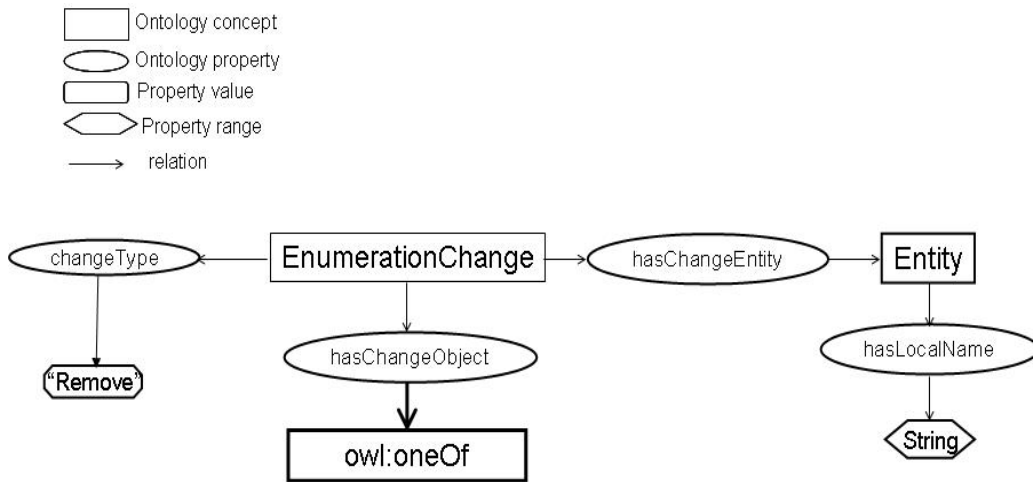 Ontology concept
Ontology property
Property value
Property range
relation
changeType
EnumerationChange
hasChangeEntity
Entity
hasChangeObject
hasLocalName
“Remove”
owl:oneOf
String